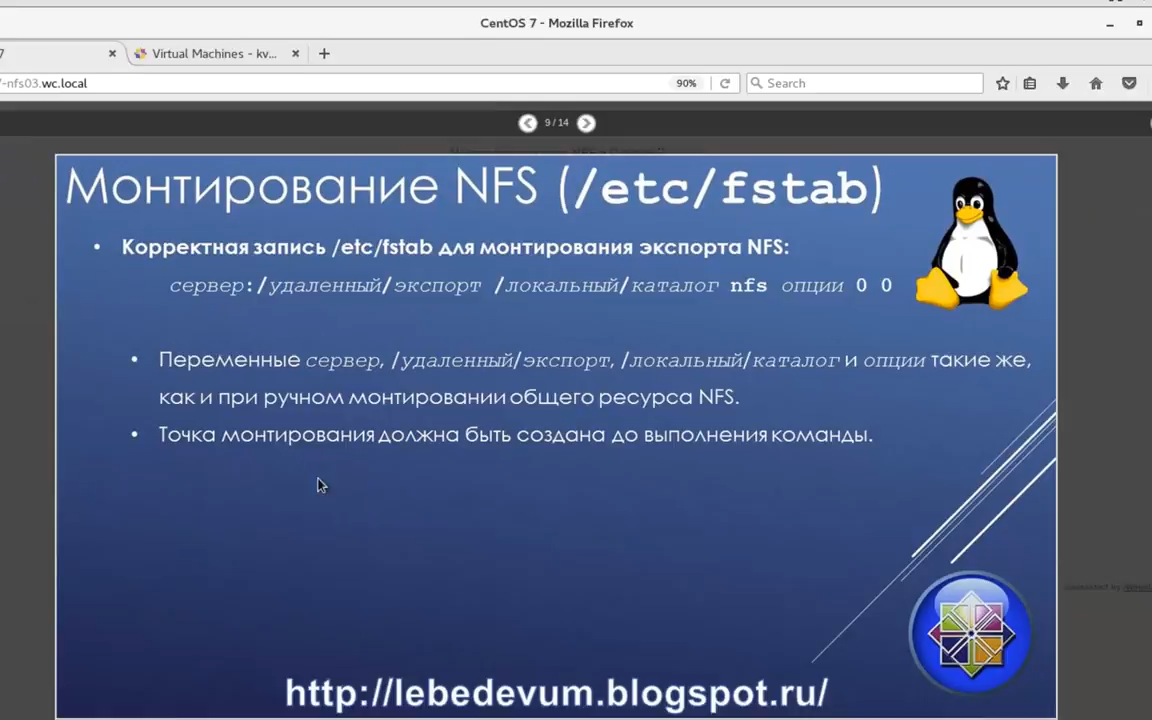 CentOS 7 - Mozilla Firefox
7
Virtual Machines - kv...
-nfs03.wc.local
90%
Search
9 / 14
Монтирование NFS (/etc/fstab)
• Корректная запись /etc/fstab для монтирования экспорта NFS:
сервер:/удаленный/экспорт /локальный/каталог nfs опции 0 0
• Переменные сервер, /удаленный/экспорт, /локальный/каталог и опции такие же,
как и при ручном монтировании общего ресурса NFS.
• Точка монтирования должна быть создана до выполнения команды.
http://lebedevum.blogspot.ru/